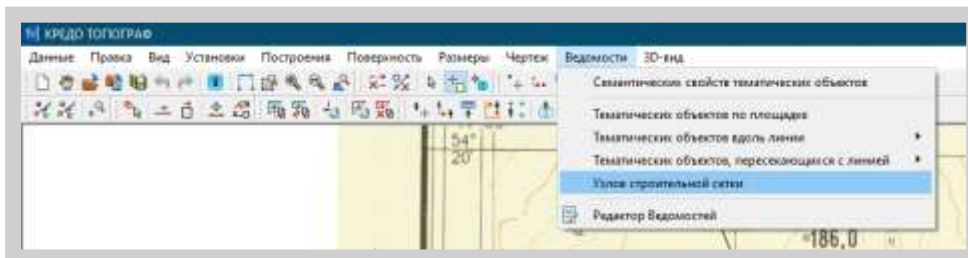 КРЕДО ТОПОГРАФ
Данные Правка Вид Установки Построения Поверхность Размеры Чертеж Ведомости 3D-вид
Семантических свойств тематических объектов
Тематических объектов по площадке
Тематических объектов вдоль линии
Тематических объектов, пересекающихся с линией
Узлов строительной сетки
Редактор Ведомостей
54°
20'
186,0